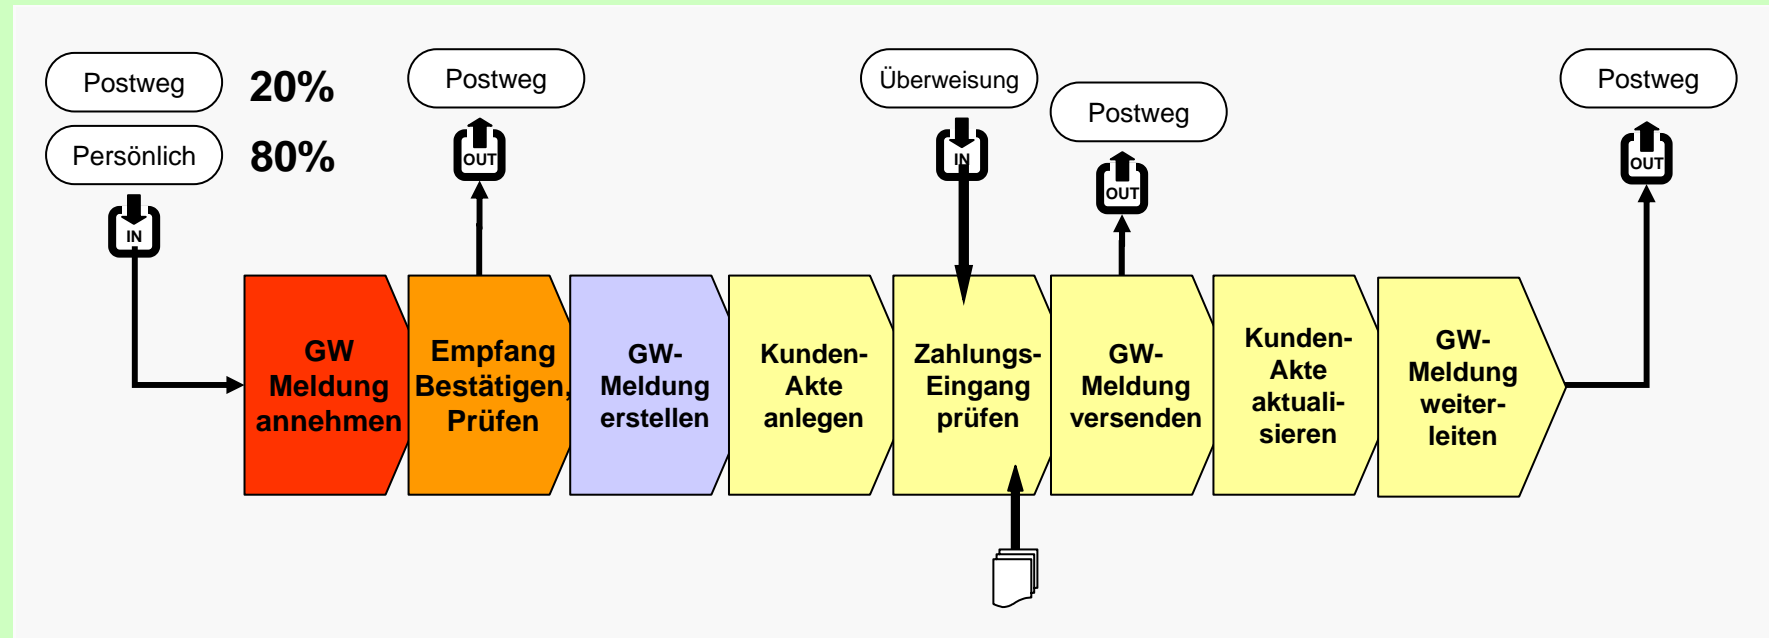 Postweg 20%
Persönlich 80%
IN
Postweg
OUT
Überweisung
IN
Postweg
OUT
Postweg
OUT
GW
Meldung
annehmen
Empfang
Bestätigen,
Prüfen
GW-
Meldung
erstellen
Kunden-
Akte
anlegen
Zahlungs-
Eingang
prüfen
GW-
Meldung
versenden
Kunden-
Akte
aktuali-
sieren
GW-
Meldung
weiter-
leiten